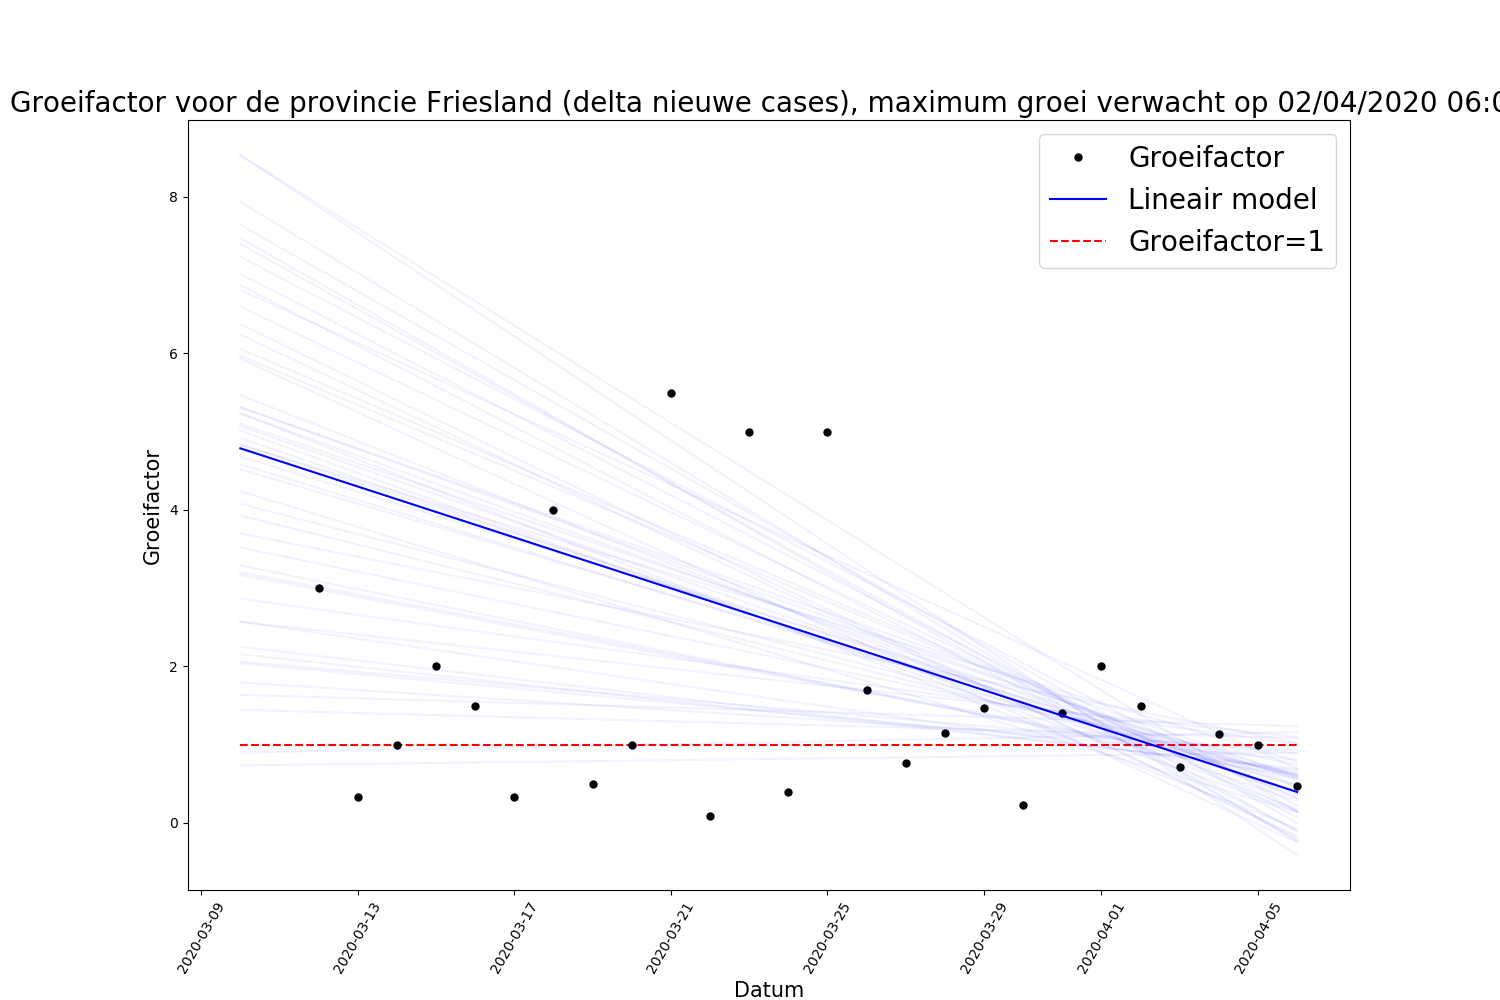 Groeifactor voor de provincie Friesland (delta nieuwe cases), maximum groei verwacht op 02/04/2020 06:0
Groeifactor
Lineair model
Groeifactor=1
8
6
4
2
0
Groeifactor
2020-03-09
2020-03-13
2020-03-17
2020-03-21
2020-03-25
2020-03-29
2020-04-01
2020-04-05
Datum